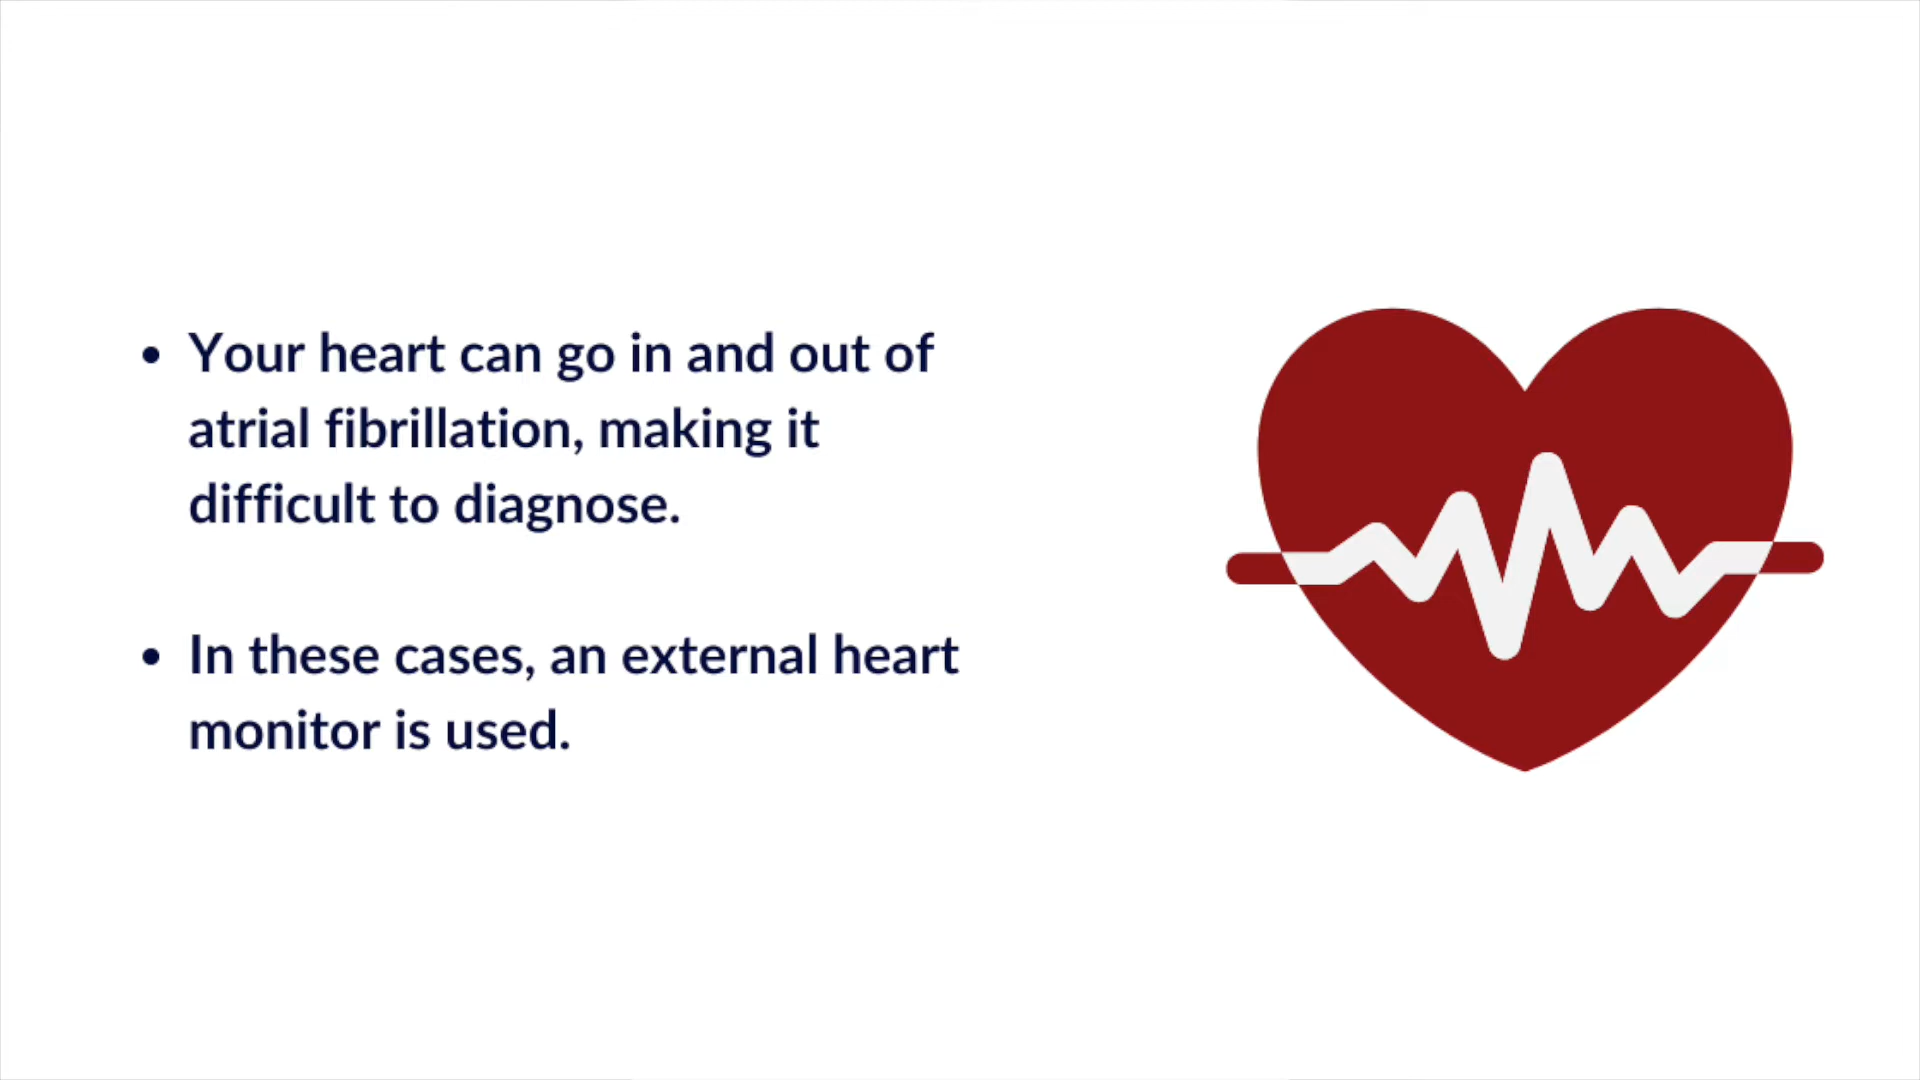 • Your heart can go in and out of
atrial fibrillation, making it
difficult to diagnose.
• In these cases, an external heart
monitor is used.